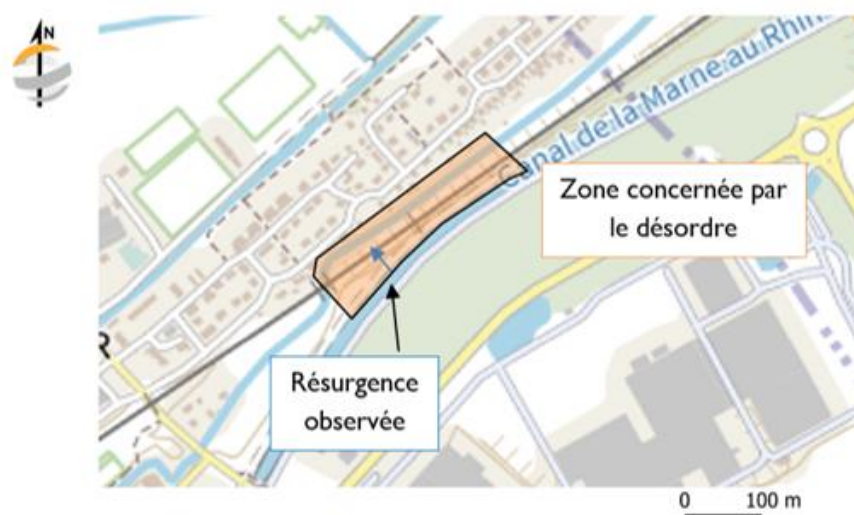 N
Canal de la Marne au Rhin
Zone concernée par
le désordre
R
Résurgence
observée
0 100 m